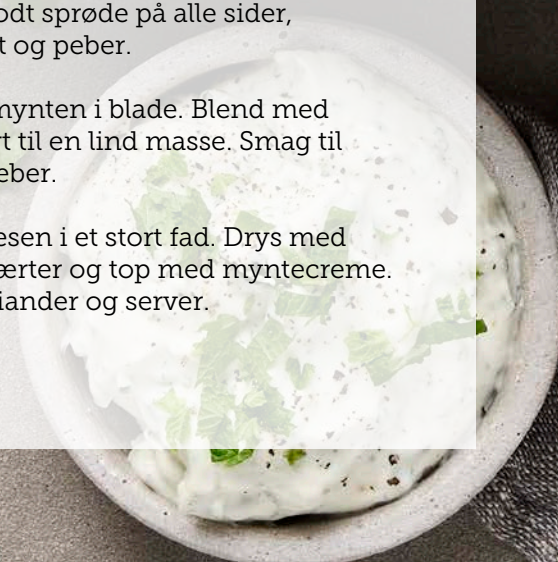 odt sprøde på alle sider,
t og peber.
mynten i blade. Blend med
rt til en lind masse. Smag til
eber.
esen i et stort fad. Drys med
ærter og top med myntecreme.
iander og server.